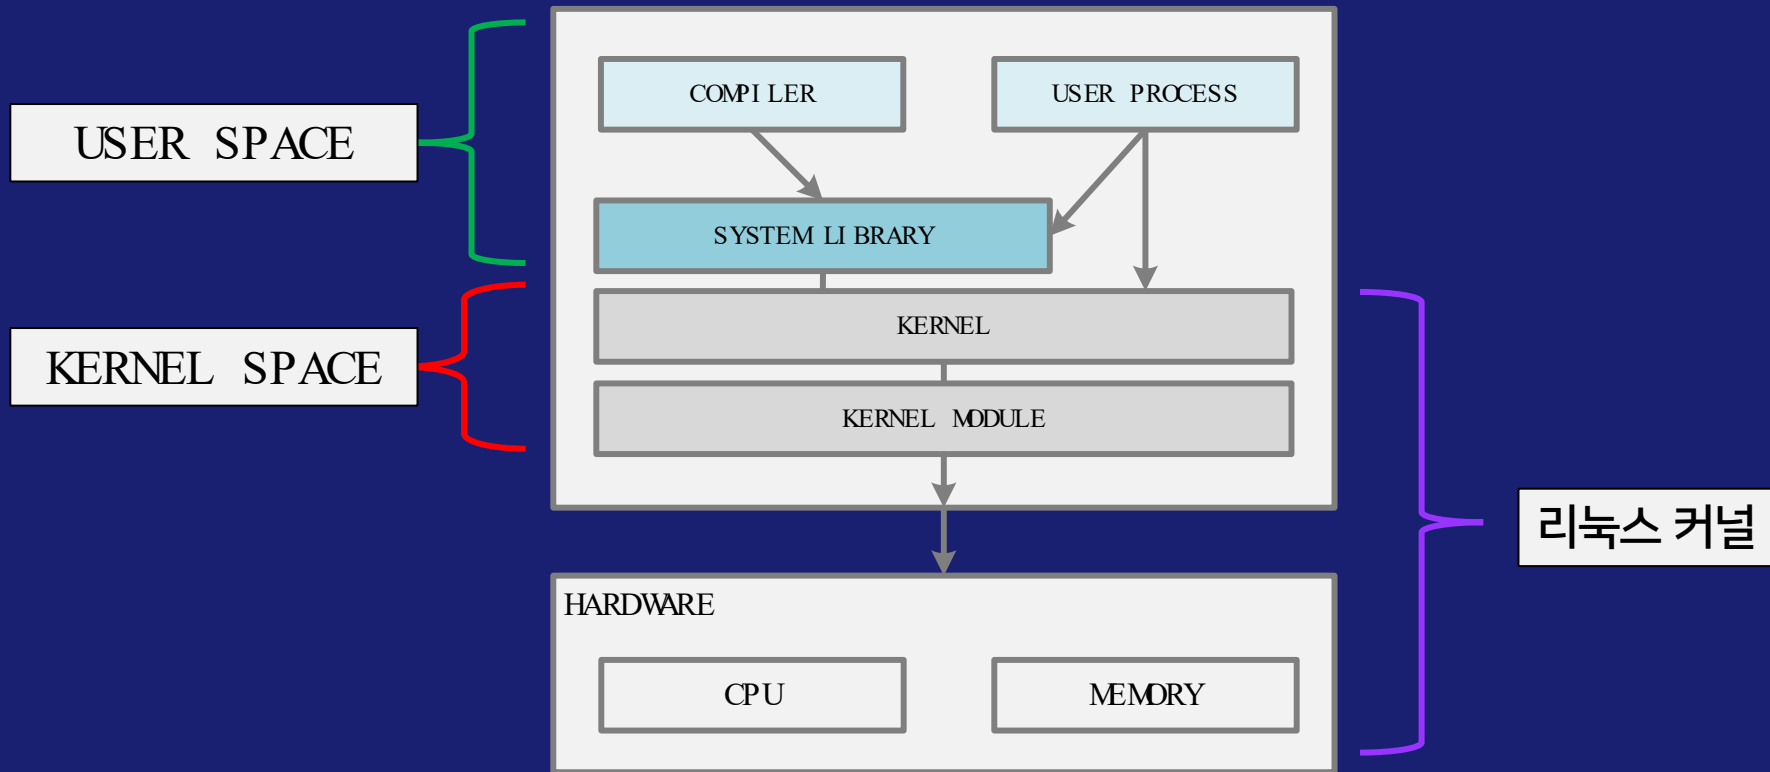 COMPILER
USER PROCESS
USER SPACE
SYSTEM LIBRARY
KERNEL
KERNEL SPACE
KERNEL MODULE
리눅스 커널
HARDWARE
CPU
MEMORY